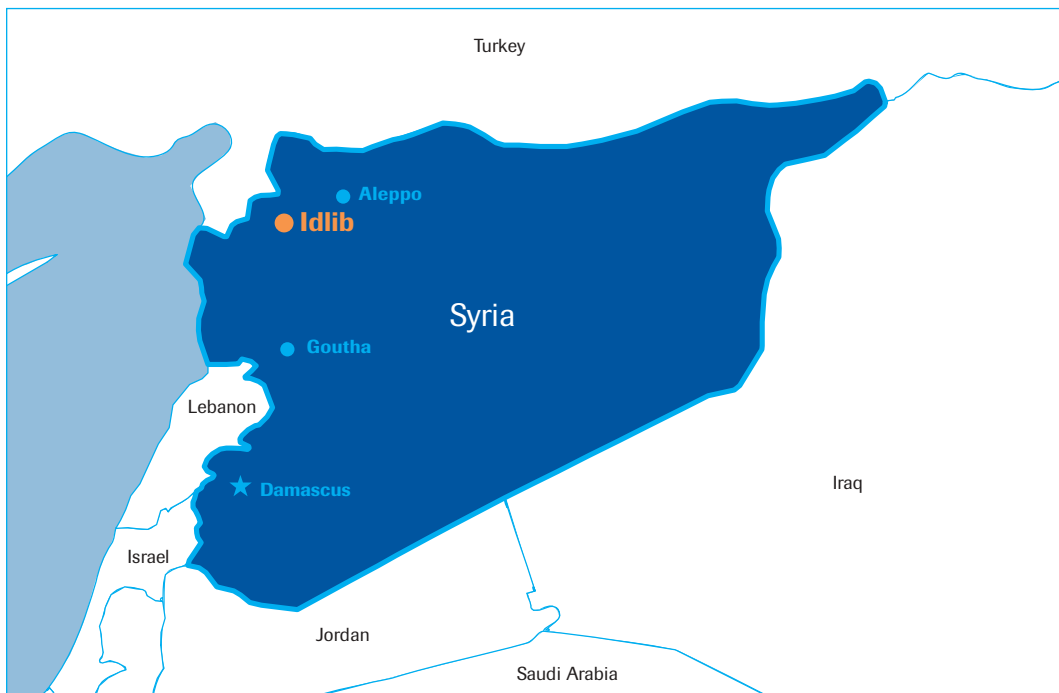 Turkey
Aleppo
Idlib
Syria
Goutha
Lebanon
Iraq
Damascus
Israel
Jordan
Saudi Arabia